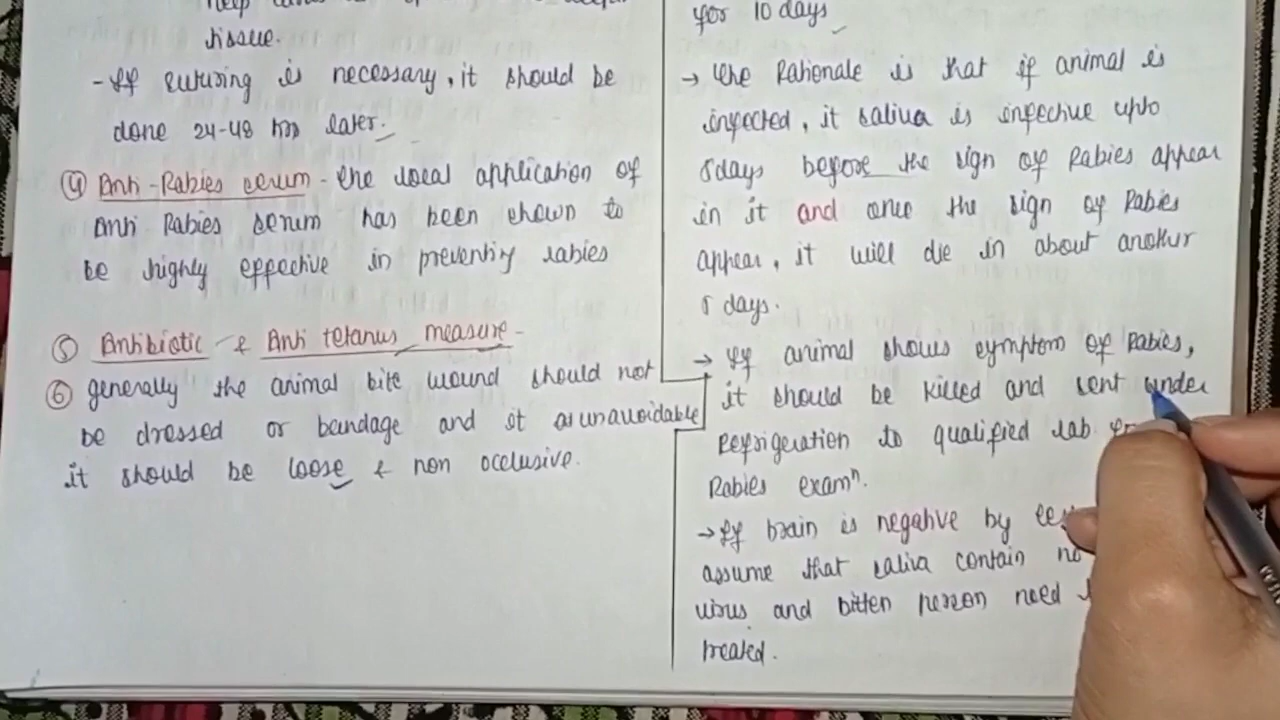 tissue.
- If suturing is necessary, it should be
done 24-48 hrs later.
④ Anti-Rabies serum - the local application of
Anti Rabies serum has been shown to
be highly effective in preventing rabies
⑤ Antibiotic & Anti tetanus measure -
⑥ generally the animal bite wound should not
be dressed or bandage and it as unavoidable
it should be loose & non occlusive.
for 10 days
→ the Rationale is that if animal is
infected, it saliva is infective upto
5 days before the sign of Rabies appear
in it and once the sign of Rabies
appear, it will die in about another
5 days.
→ If animal shows symptom of Rabies,
it should be killed and sent under
Refrigeration to qualified lab
Rabies examⁿ.
→ If brain is negative by
assume that saliva contain no
virus and bitten person need
treated.